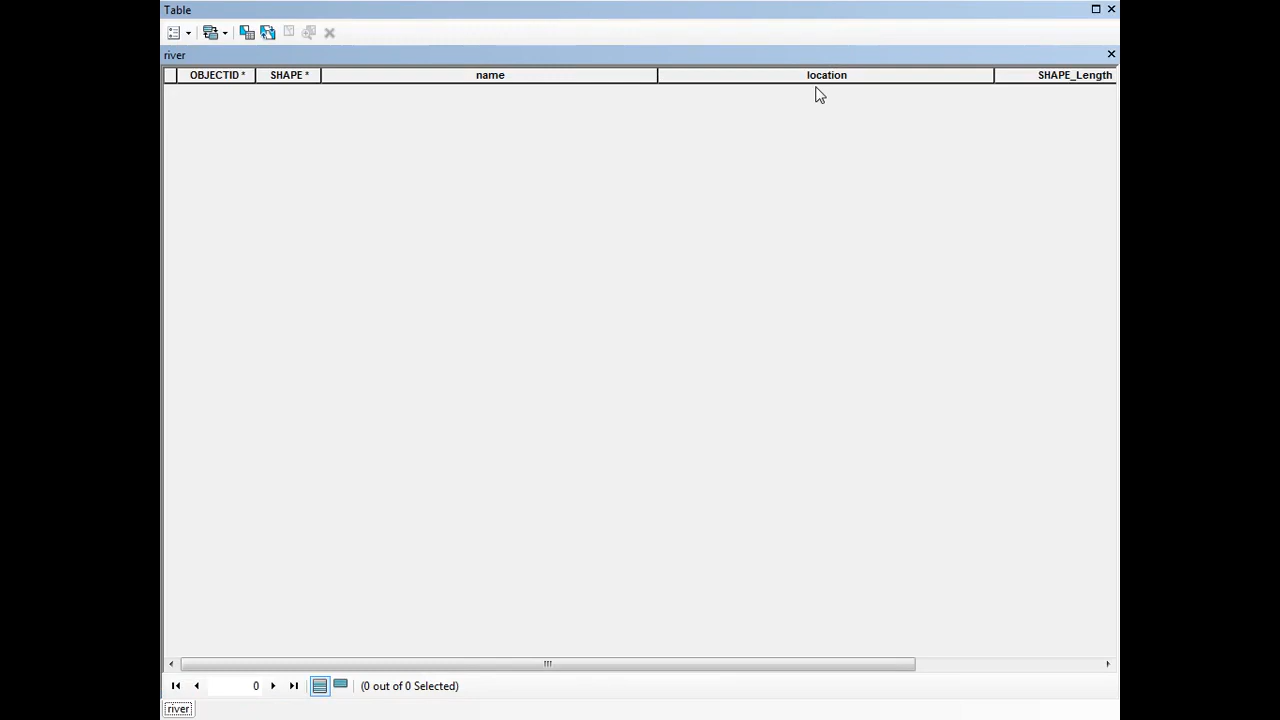 Table
river
OBJECTID * SHAPE * name location SHAPE_Length
0 (0 out of 0 Selected)
river